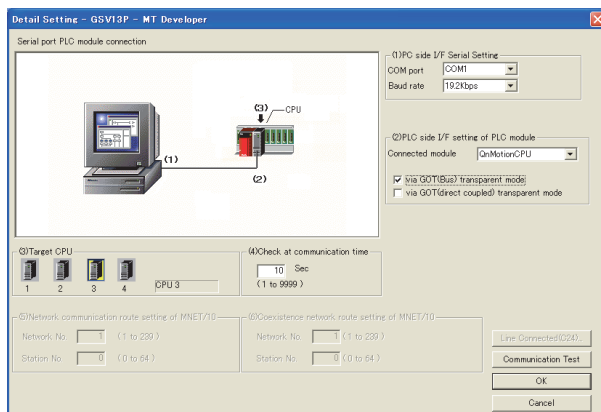 Detail Setting - GSV13P - MT Developer
Serial port PLC module connection
(1)
(2)
(3)
CPU
(1)PC side I/F Serial Setting
COM port COM1
Baud rate 19.2Kbps
(2)PLC side I/F setting of PLC module
Connected module QnMotionCPU
via GOT(Bus) transparent mode
via GOT(direct coupled) transparent mode
(3)Target CPU
1 2 3 4 CPU 3
(4)Check at communication time
10 Sec
(1 to 9999 )
(5)Network communication route setting of MNET/10
Network No. 1 (1 to 239 )
Station No. 0 (0 to 64 )
(6)Coexistence network route setting of MNET/10
Network No. 1 (1 to 239 )
Station No. 0 (0 to 64 )
Line Connected(C24)..
Communication Test
OK
Cancel